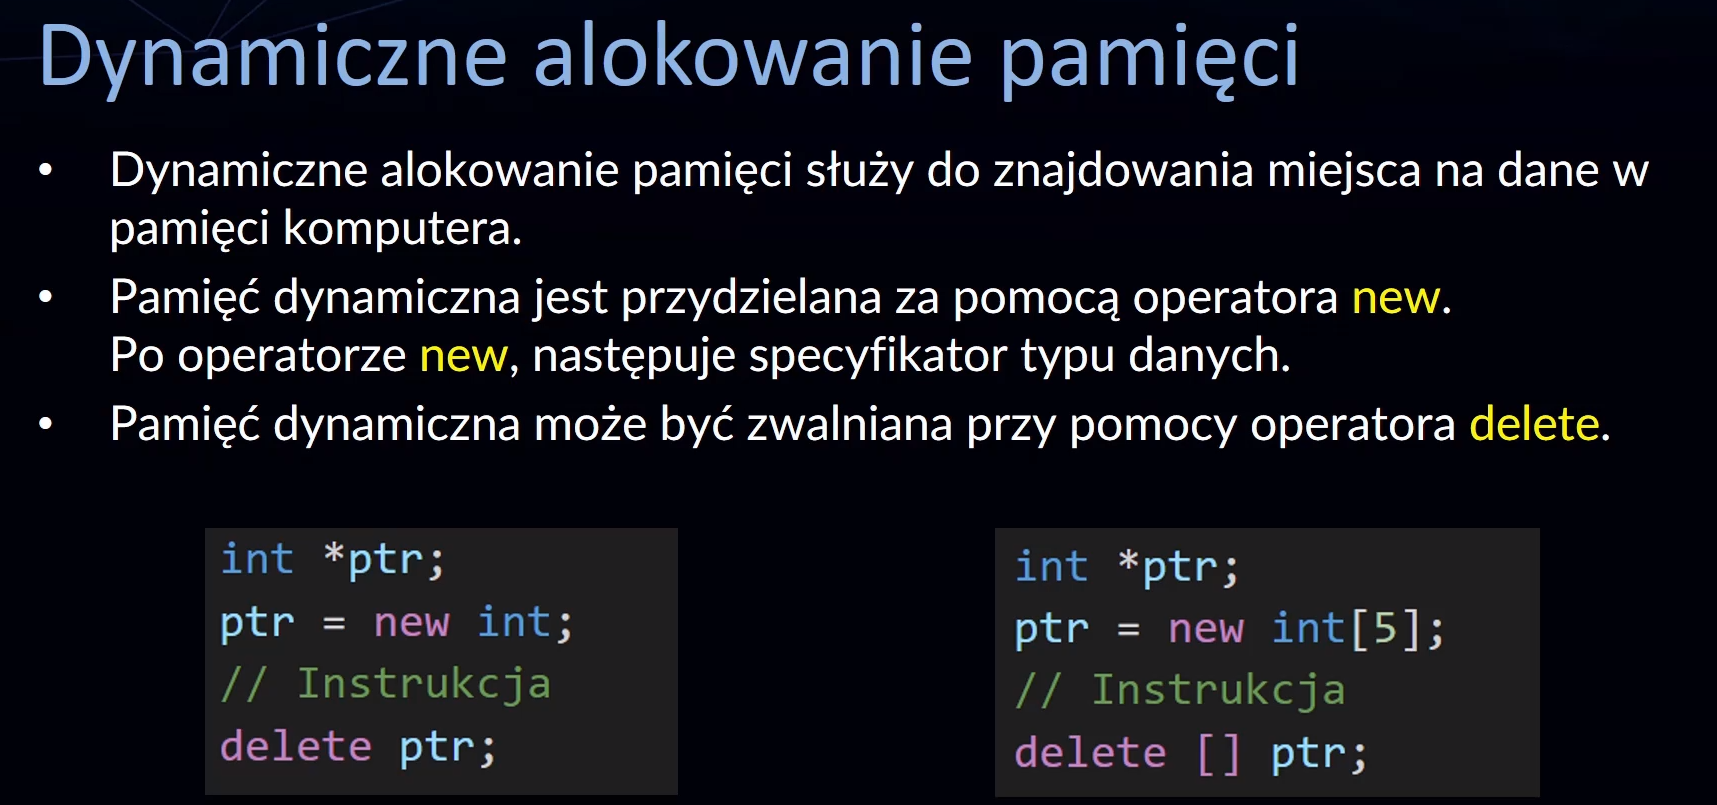 Dynamiczne alokowanie pamięci
• Dynamiczne alokowanie pamięci służy do znajdowania miejsca na dane w
pamięci komputera.
• Pamięć dynamiczna jest przydzielana za pomocą operatora new.
Po operatorze new, następuje specyfikator typu danych.
• Pamięć dynamiczna może być zwalniana przy pomocy operatora delete.
int *ptr;
ptr = new int;
// Instrukcja
delete ptr;
int *ptr;
ptr = new int[5];
// Instrukcja
delete [] ptr;